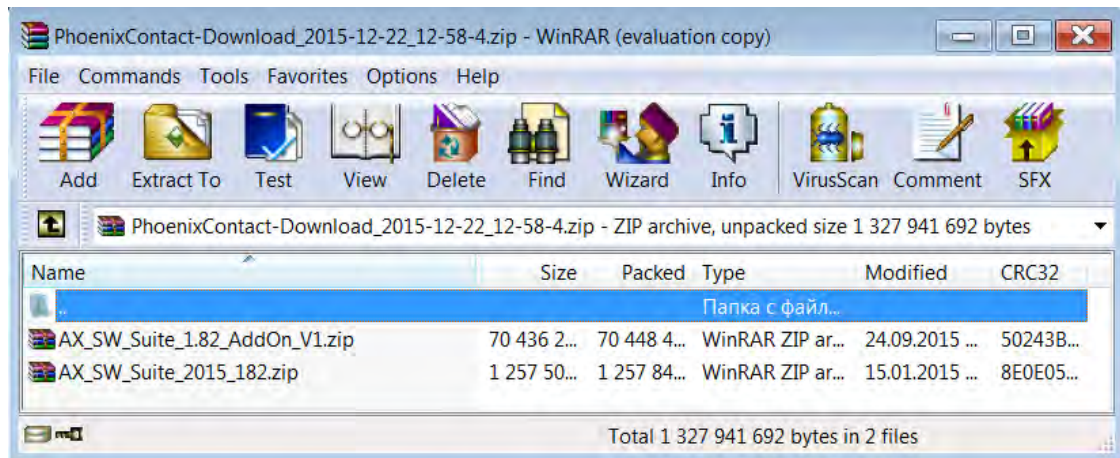 PhoenixContact-Download_2015-12-22_12-58-4.zip - WinRAR (evaluation copy)
File Commands Tools Favorites Options Help
Add Extract To Test View Delete Find Wizard Info VirusScan Comment SFX
PhoenixContact-Download_2015-12-22_12-58-4.zip - ZIP archive, unpacked size 1 327 941 692 bytes
Name Size Packed Type Modified CRC32
.. Папка с файл...
AX_SW_Suite_1.82_AddOn_V1.zip 70 436 2... 70 448 4... WinRAR ZIP ar... 24.09.2015 ... 50243B...
AX_SW_Suite_2015_182.zip 1 257 50... 1 257 84... WinRAR ZIP ar... 15.01.2015 ... 8E0E05...
Total 1 327 941 692 bytes in 2 files